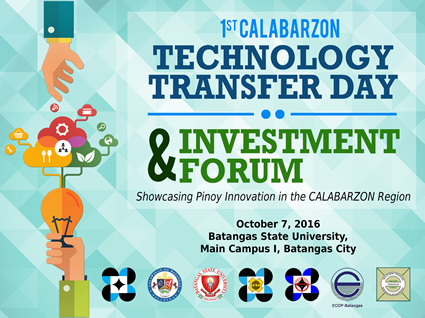 1ST CALABARZON
TECHNOLOGY
TRANSFER DAY
& INVESTMENT
FORUM
Showcasing Pinoy Innovation in the CALABARZON Region
October 7, 2016
Batangas State University,
Main Campus I, Batangas City
ECOP-Batangas